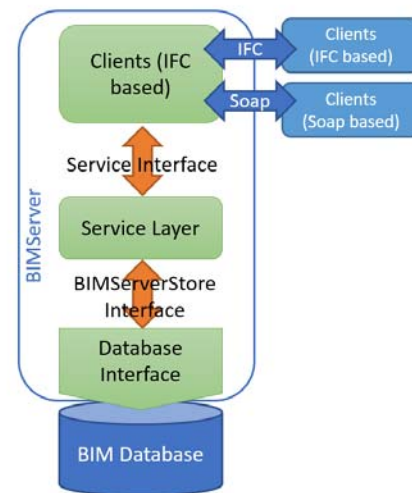 Clients (IFC
based)
IFC
Clients
(IFC based)
Soap
Clients
(Soap based)
Service Interface
Service Layer
BIMServerStore
Interface
Database
Interface
BIMServer
BIM Database